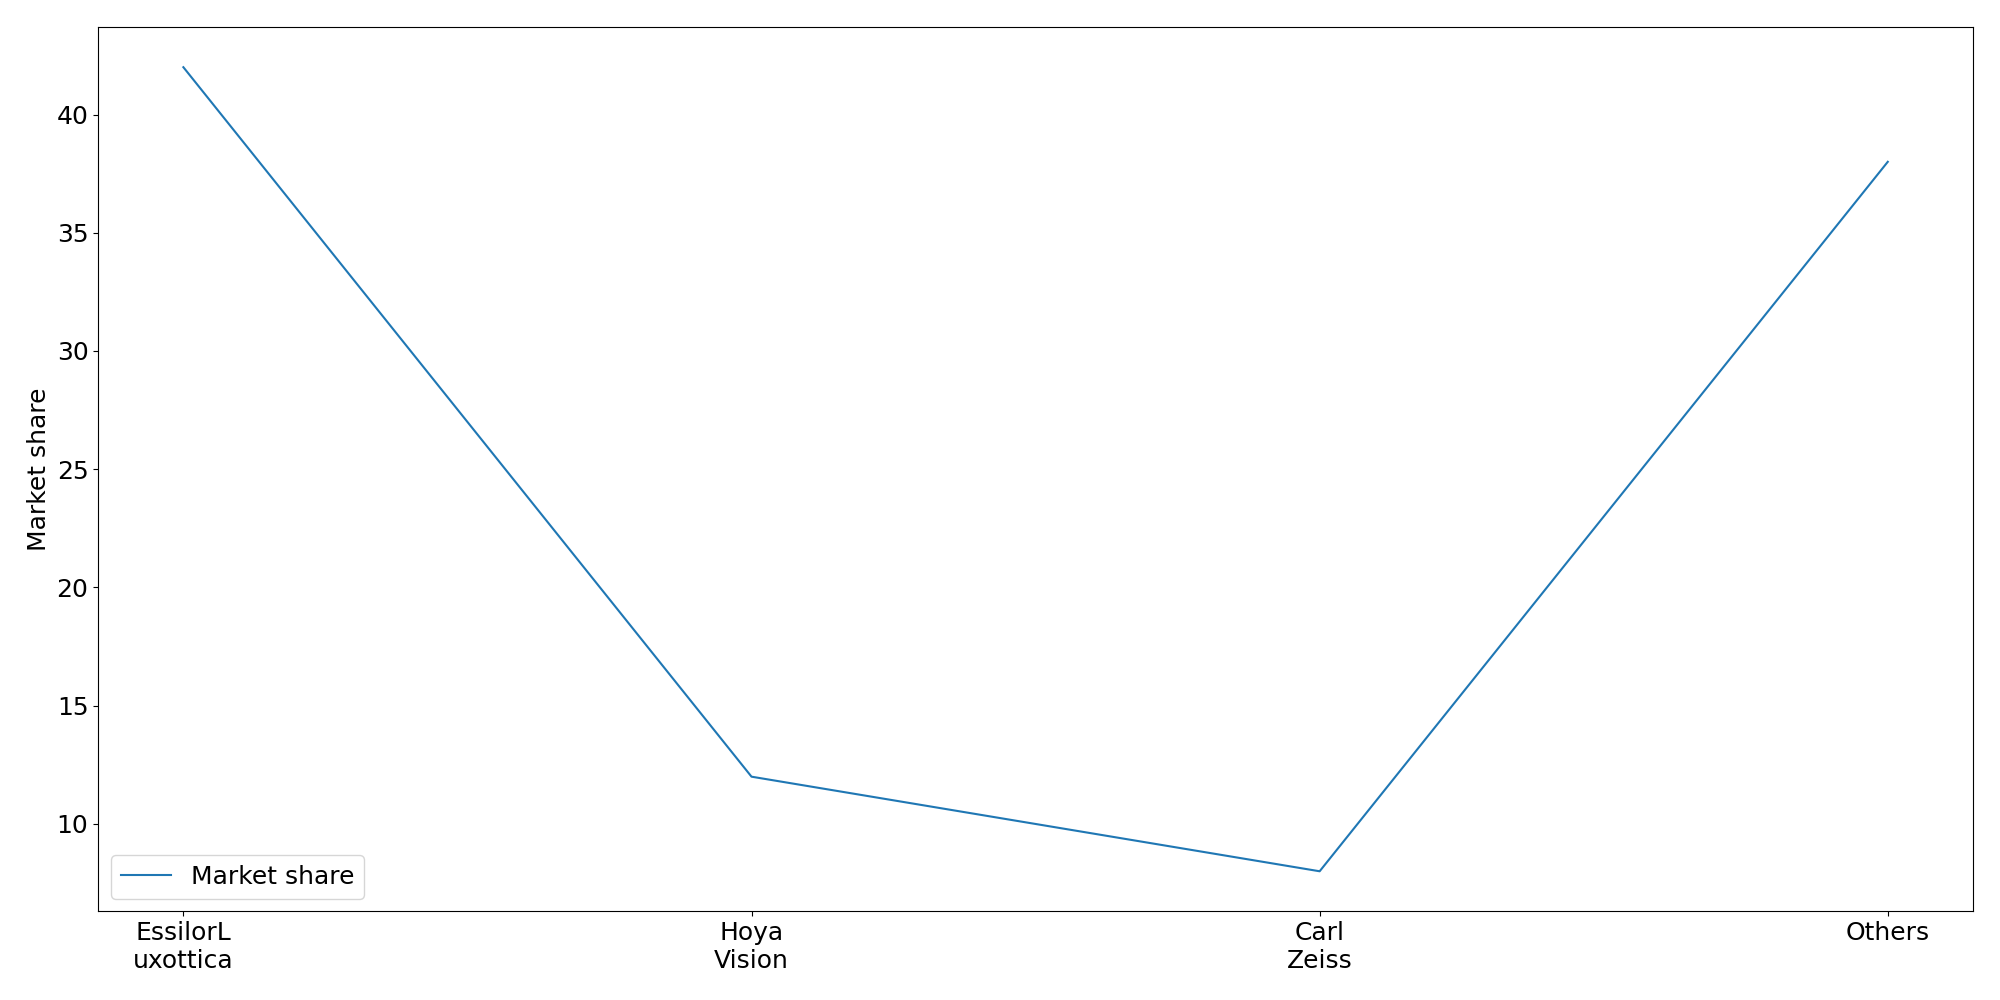 Market share
40
35
30
25
20
15
10
Market share
EssilorL
uxottica
Hoya
Vision
Carl
Zeiss
Others